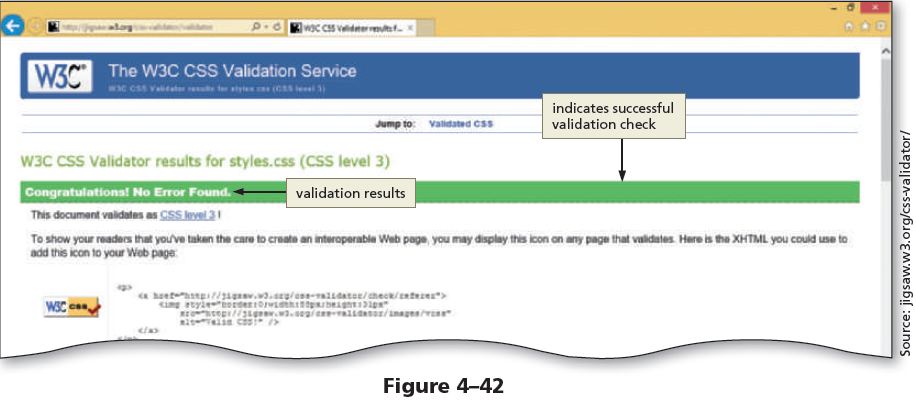 http://jigsaw.w3.org/css-validator/validator
W3C CSS Validator results f...
W3C®
The W3C CSS Validation Service
W3C CSS Validator results for styles.css (CSS level 3)
indicates successful
validation check
Jump to: Validated CSS
W3C CSS Validator results for styles.css (CSS level 3)
Congratulations! No Error Found.
validation results
This document validates as CSS level 3 !
To show your readers that you've taken the care to create an interoperable Web page, you may display this icon on any page that validates. Here is the XHTML you could use to
add this icon to your Web page:
<p>
<a href="http://jigsaw.w3.org/css-validator/check/referer">
<img style="border:0;width:88px;height:31px"
src="http://jigsaw.w3.org/css-validator/images/vcss"
alt="Valid CSS!" />
</a>
W3C css
Source: jigsaw.w3.org/css-validator/
Figure 4–42